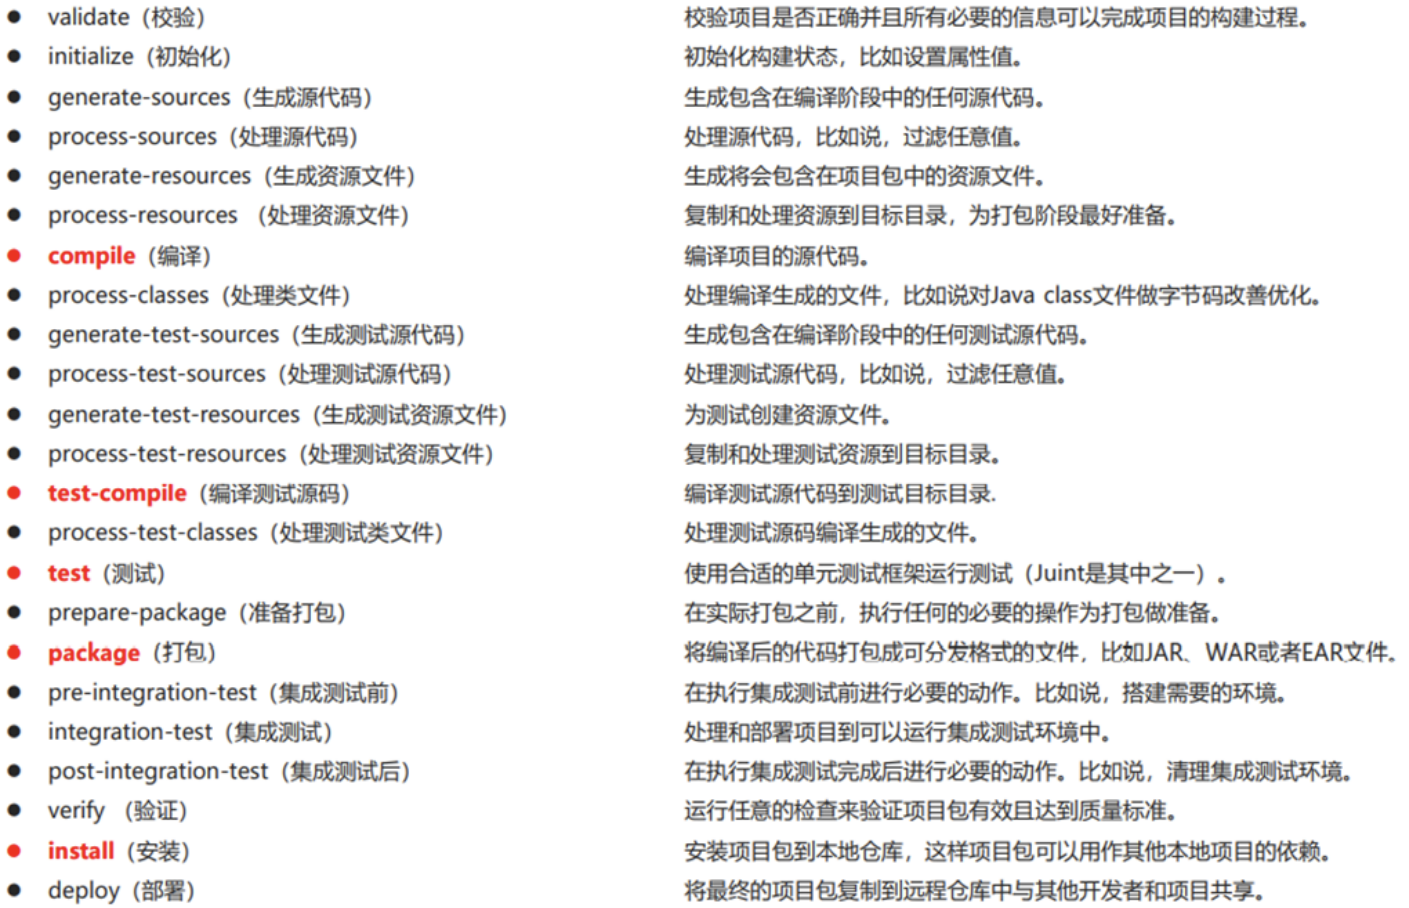 ● validate（校验） 校验项目是否正确并且所有必要的信息可以完成项目的构建过程。
● initialize（初始化） 初始化构建状态，比如设置属性值。
● generate-sources（生成源代码） 生成包含在编译阶段中的任何源代码。
● process-sources（处理源代码） 处理源代码，比如说，过滤任意值。
● generate-resources（生成资源文件） 生成将会包含在项目包中的资源文件。
● process-resources （处理资源文件） 复制和处理资源到目标目录，为打包阶段最好准备。
● compile（编译） 编译项目的源代码。
● process-classes（处理类文件） 处理编译生成的文件，比如说对Java class文件做字节码改善优化。
● generate-test-sources（生成测试源代码） 生成包含在编译阶段中的任何测试源代码。
● process-test-sources（处理测试源代码） 处理测试源代码，比如说，过滤任意值。
● generate-test-resources（生成测试资源文件） 为测试创建资源文件。
● process-test-resources（处理测试资源文件） 复制和处理测试资源到目标目录。
● test-compile（编译测试源码） 编译测试源代码到测试目标目录.
● process-test-classes（处理测试类文件） 处理测试源码编译生成的文件。
● test（测试） 使用合适的单元测试框架运行测试（Juint是其中之一）。
● prepare-package（准备打包） 在实际打包之前，执行任何的必要的操作为打包做准备。
● package（打包） 将编译后的代码打包成可分发格式的文件，比如JAR、WAR或者EAR文件。
● pre-integration-test（集成测试前） 在执行集成测试前进行必要的动作。比如说，搭建需要的环境。
● integration-test（集成测试） 处理和部署项目到可以运行集成测试环境中。
● post-integration-test（集成测试后） 在执行集成测试完成后进行必要的动作。比如说，清理集成测试环境。
● verify （验证） 运行任意的检查来验证项目包有效且达到质量标准。
● install（安装） 安装项目包到本地仓库，这样项目包可以用作其他本地项目的依赖。
● deploy（部署） 将最终的项目包复制到远程仓库中与其他开发者和项目共享。